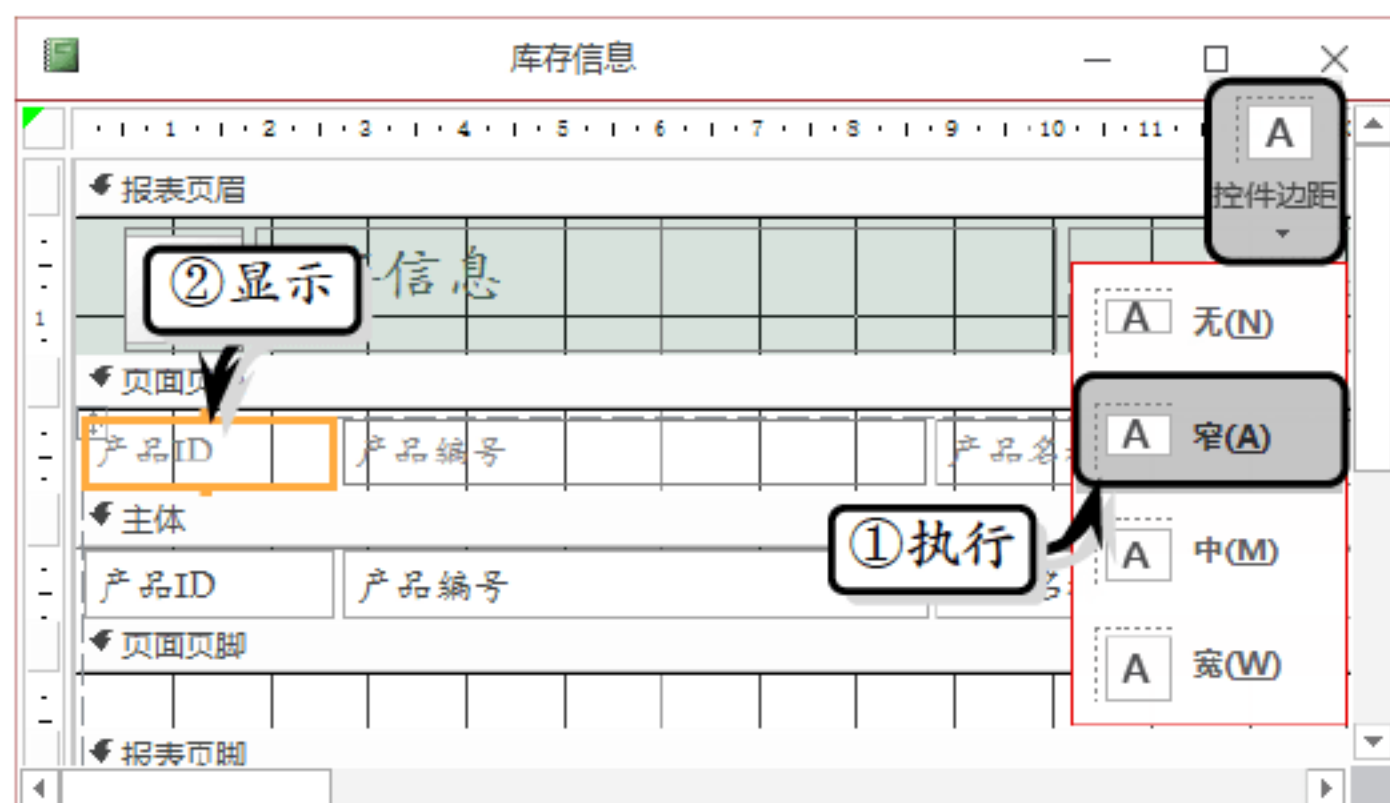 库存信息
1 2 3 4 5 6 7 8 9 10 11
A
控件边距
报表页眉
②显示
信息
1
A 无(N)
页面页
A 窄(A)
产品ID 产品编号 产品名
主体
①执行
A 中(M)
产品ID 产品编号
页面页脚
A 宽(W)
报表页脚